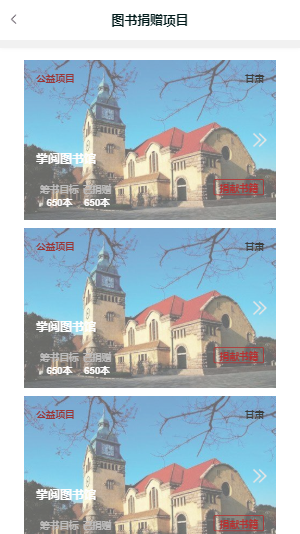 图书捐赠项目
公益项目 甘肃
学阅图书馆
筹书目标 已捐赠 捐献书籍
650本 650本
公益项目 甘肃
学阅图书馆
筹书目标 已捐赠 捐献书籍
650本 650本
公益项目 甘肃
学阅图书馆
筹书目标 已捐赠 捐献书籍